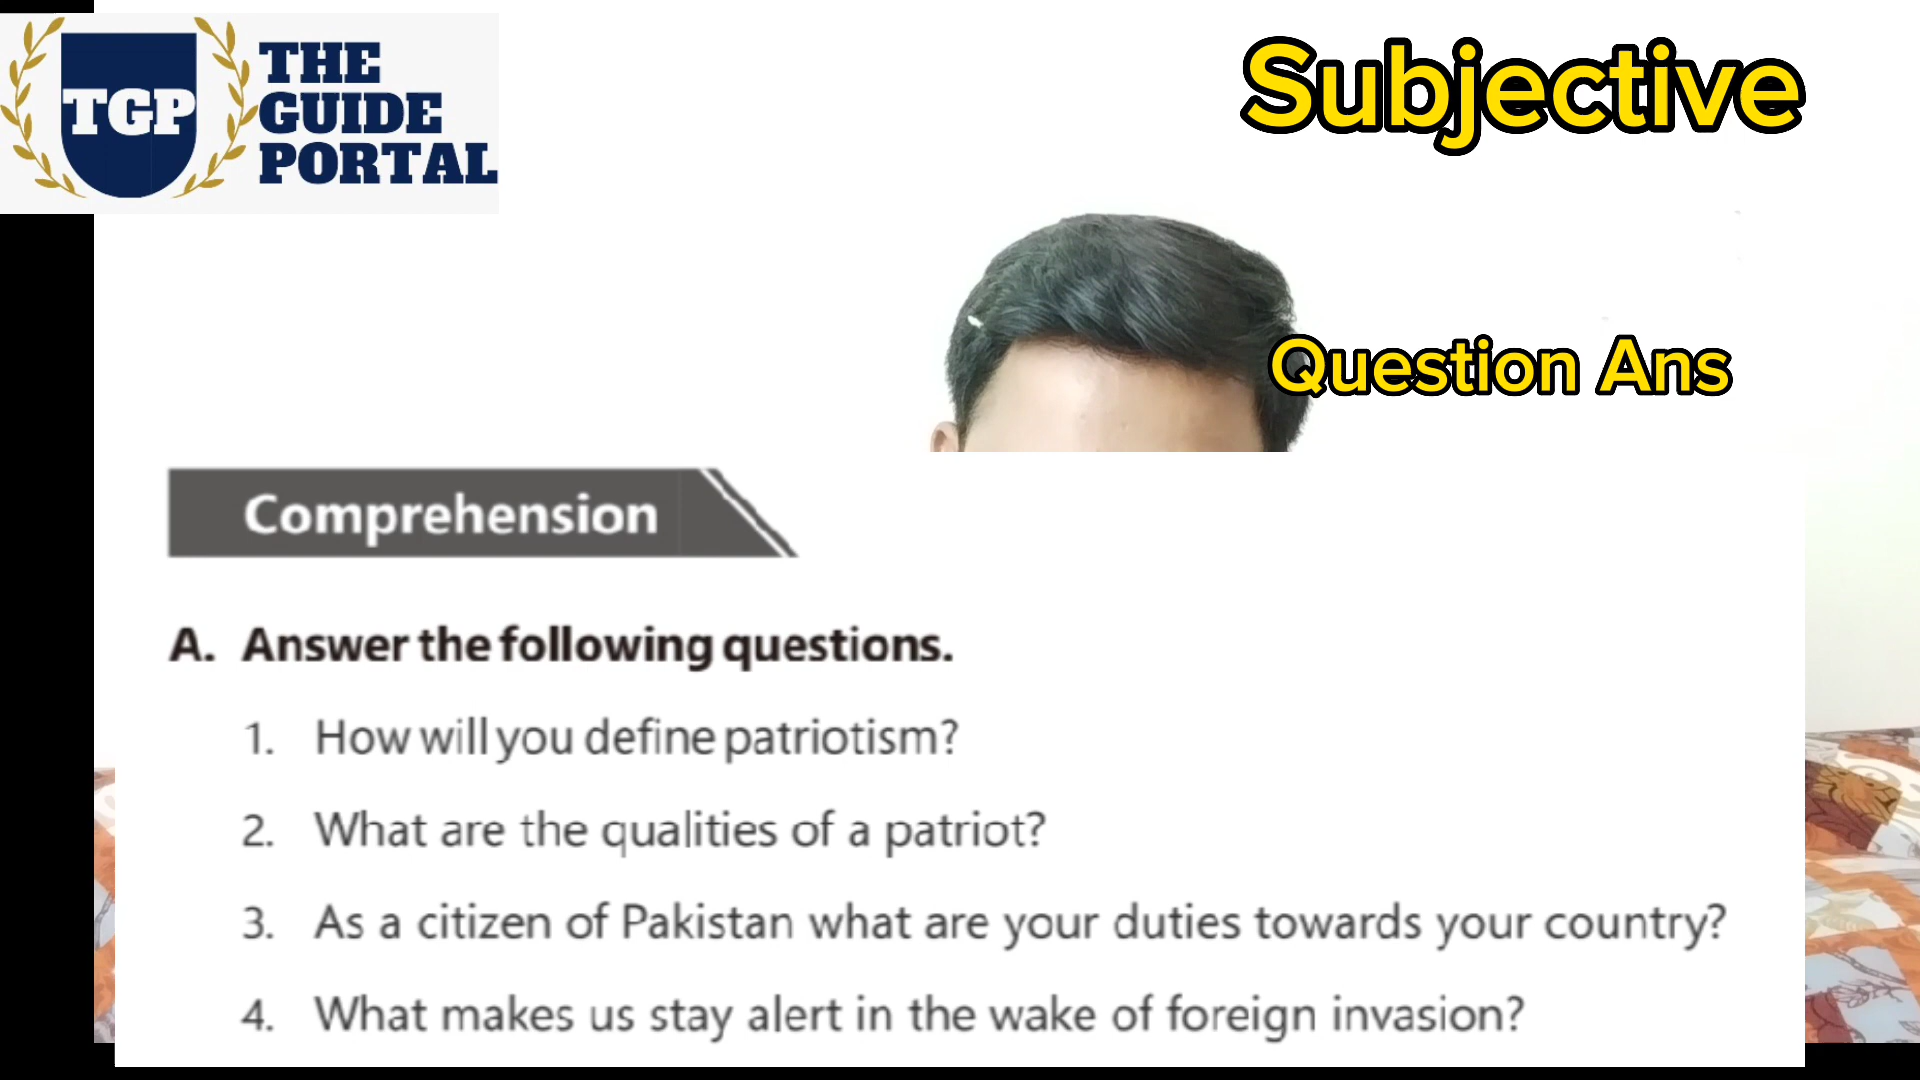 TGP
THE
GUIDE
PORTAL
Subjective
Question Ans
Comprehension
A. Answer the following questions.
1. How will you define patriotism?
2. What are the qualities of a patriot?
3. As a citizen of Pakistan what are your duties towards your country?
4. What makes us stay alert in the wake of foreign invasion?